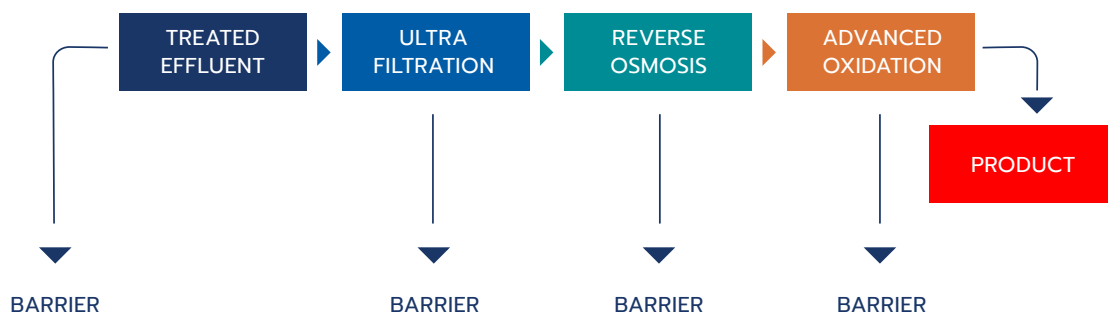 TREATED
EFFLUENT
ULTRA
FILTRATION
REVERSE
OSMOSIS
ADVANCED
OXIDATION
PRODUCT
BARRIER
BARRIER
BARRIER
BARRIER